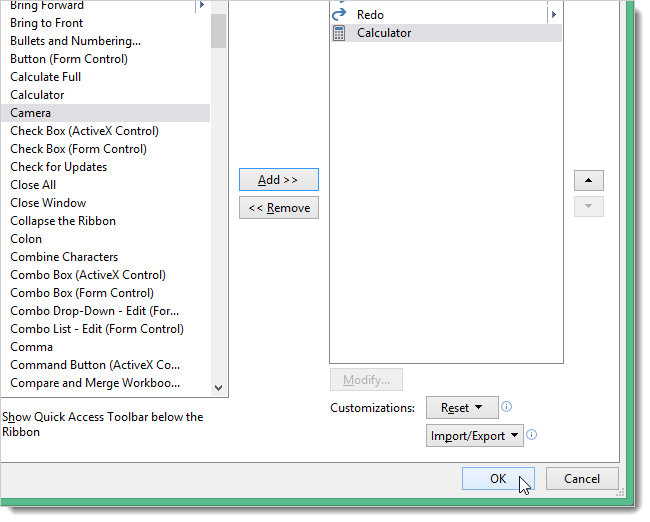 Bring Forward
Bring to Front
Bullets and Numbering...
Button (Form Control)
Calculate Full
Calculator
Camera
Check Box (ActiveX Control)
Check Box (Form Control)
Check for Updates
Close All
Close Window
Collapse the Ribbon
Colon
Combine Characters
Combo Box (ActiveX Control)
Combo Box (Form Control)
Combo Drop-Down - Edit (For...
Combo List - Edit (Form Control)
Comma
Command Button (ActiveX Co...
Compare and Merge Workboo...
Show Quick Access Toolbar below the
Ribbon
Add >>
<< Remove
Redo
Calculator
Modify...
Customizations:
Reset
Import/Export
OK
Cancel